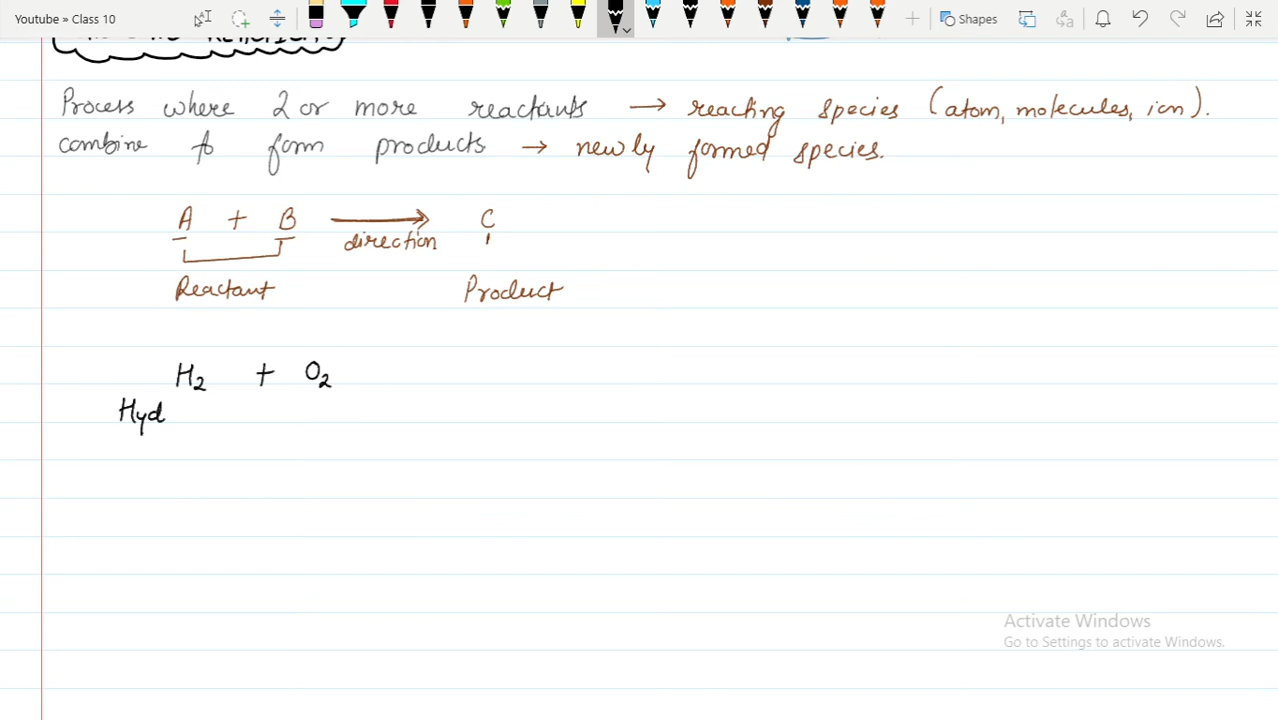 Youtube » Class 10
Shapes
Process where 2 or more reactants → reacting species (atom, molecules, ion).
combine to form products → newly formed species.
A + B → C
direction
Reactant Product
H₂ + O₂
Hyd
Activate Windows
Go to Settings to activate Windows.